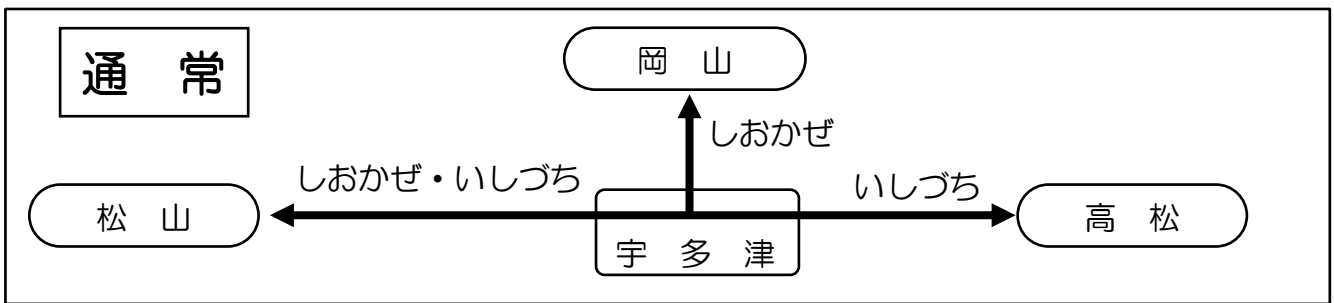 通 常
岡 山
しおかぜ
しおかぜ・いしづち
いしづち
松 山
高 松
宇 多 津